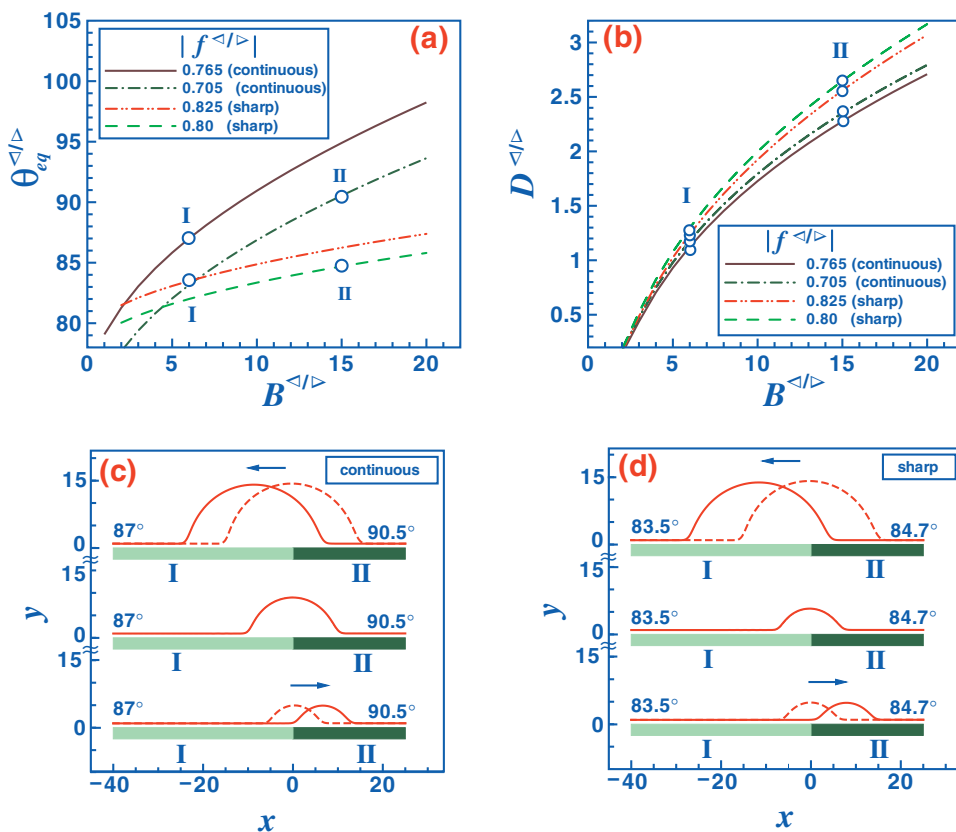 (a)
105
100
95
90
85
80
θeq^◁/▷
| f^◁/▷ |
0.765 (continuous)
0.705 (continuous)
0.825 (sharp)
0.80 (sharp)
I
II
I
II
0 5 10 15 20
B^◁/▷
(b)
3
2.5
2
1.5
1
0.5
D^◁/▷
II
I
| f^◁/▷ |
0.765 (continuous)
0.705 (continuous)
0.825 (sharp)
0.80 (sharp)
0 5 10 15 20
B^◁/▷
(c)
continuous
y
15
0
87° 90.5°
I II
15
0
87° 90.5°
I II
15
0
87° 90.5°
I II
−40 −20 0 20
x
(d)
sharp
y
15
0
83.5° 84.7°
I II
15
0
83.5° 84.7°
I II
15
0
83.5° 84.7°
I II
−40 −20 0 20
x